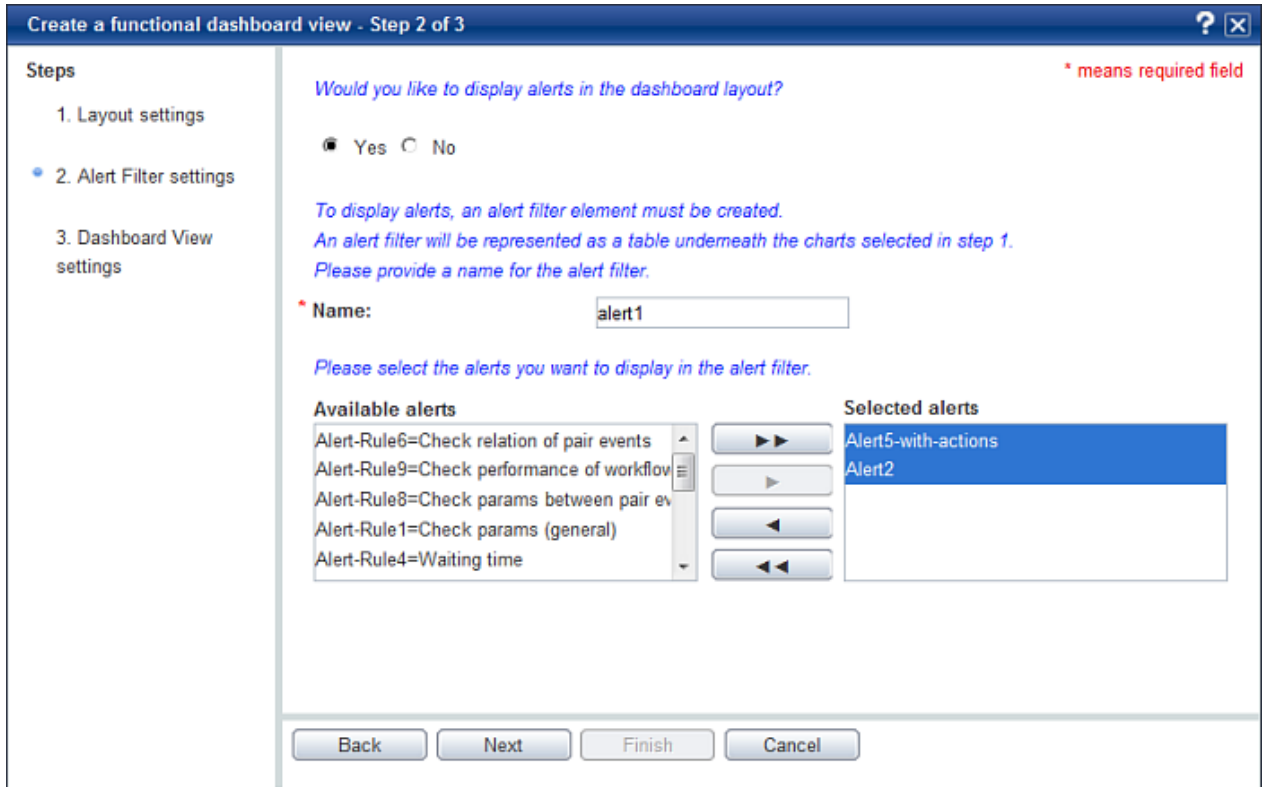 Create a functional dashboard view - Step 2 of 3
?
Steps
1. Layout settings
2. Alert Filter settings
3. Dashboard View
settings
* means required field
Would you like to display alerts in the dashboard layout?
Yes No
To display alerts, an alert filter element must be created.
An alert filter will be represented as a table underneath the charts selected in step 1.
Please provide a name for the alert filter.
* Name: alert1
Please select the alerts you want to display in the alert filter.
Available alerts
Alert-Rule6=Check relation of pair events
Alert-Rule9=Check performance of workflow
Alert-Rule8=Check params between pair ev
Alert-Rule1=Check params (general)
Alert-Rule4=Waiting time
Selected alerts
Alert5-with-actions
Alert2
Back Next Finish Cancel